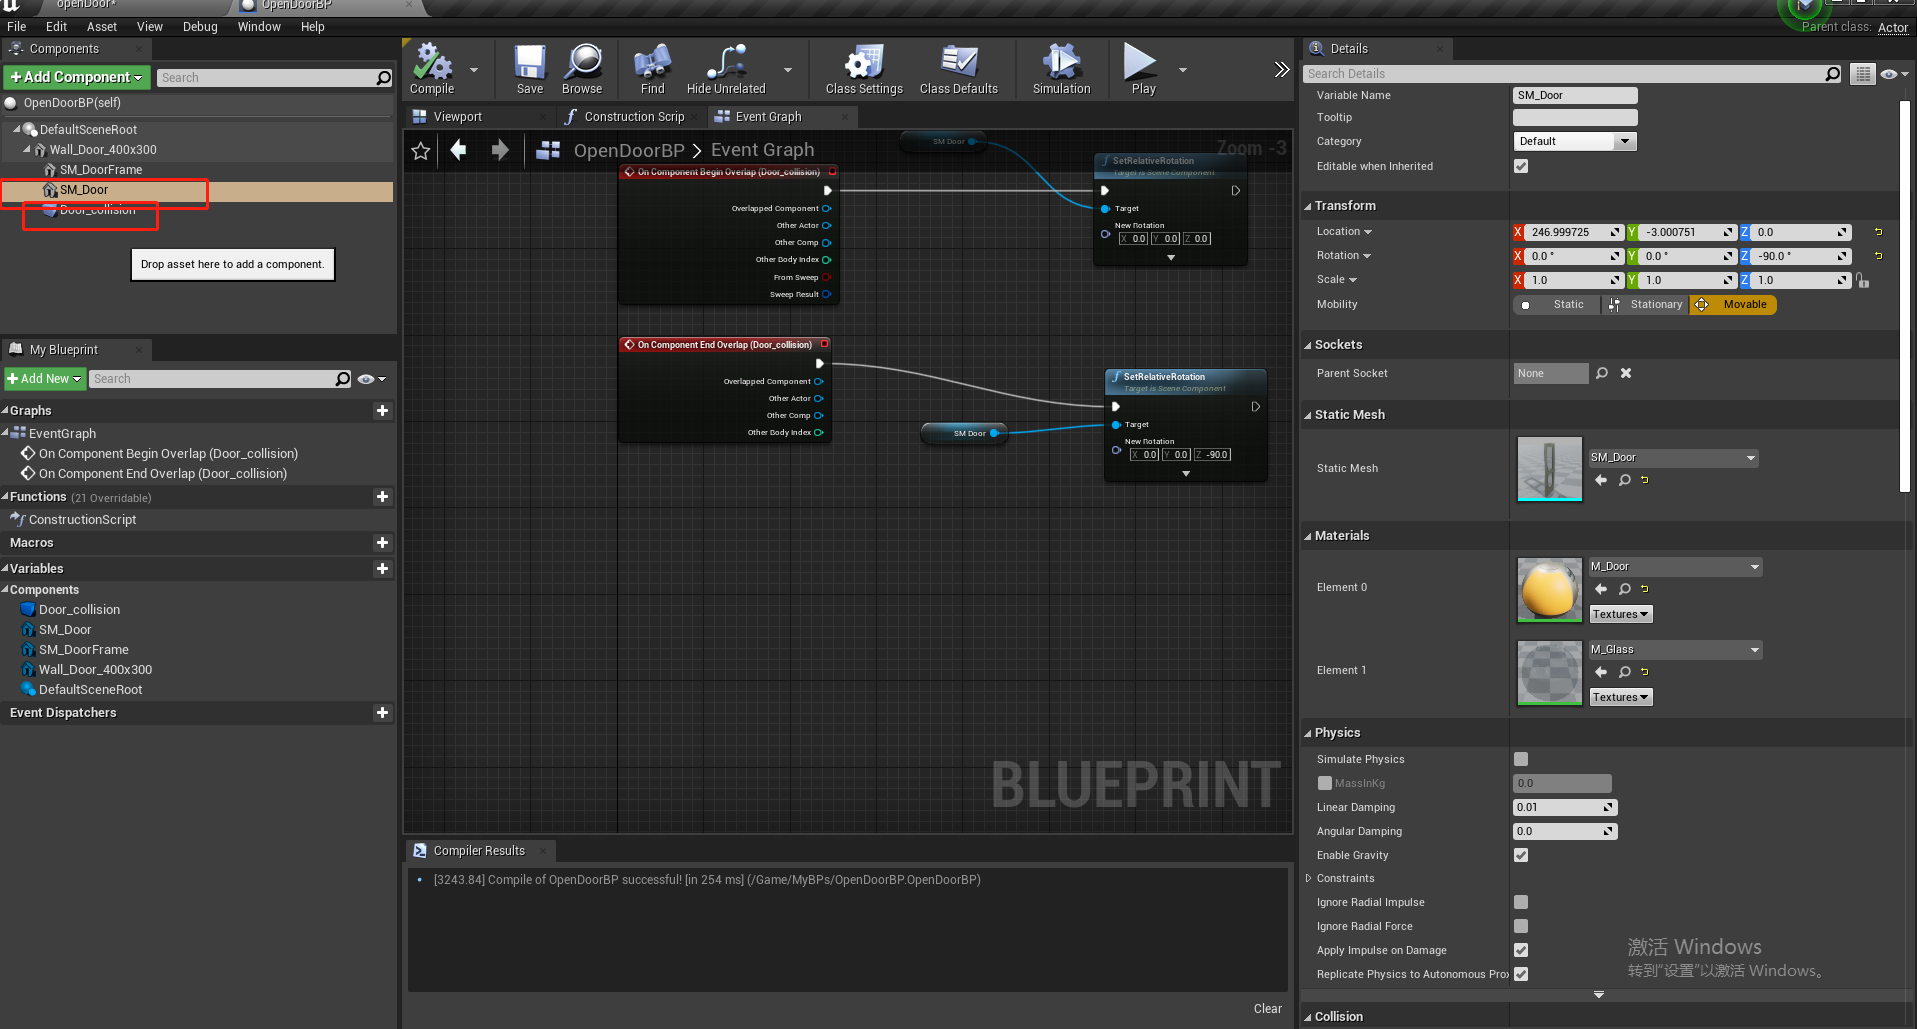 openDoor*
OpenDoorBP
File Edit Asset View Debug Window Help
Parent class: Actor
Components
+Add Component
Search
OpenDoorBP(self)
DefaultSceneRoot
Wall_Door_400x300
SM_DoorFrame
SM_Door
Door_collision
Drop asset here to add a component.
My Blueprint
+Add New
Search
Graphs
EventGraph
On Component Begin Overlap (Door_collision)
On Component End Overlap (Door_collision)
Functions (21 Overridable)
ConstructionScript
Macros
Variables
Components
Door_collision
SM_Door
SM_DoorFrame
Wall_Door_400x300
DefaultSceneRoot
Event Dispatchers
Compile
Save
Browse
Find
Hide Unrelated
Class Settings
Class Defaults
Simulation
Play
Viewport
Construction Scrip
Event Graph
OpenDoorBP > Event Graph
Zoom -3
On Component Begin Overlap (Door_collision)
Overlapped Component
Other Actor
Other Comp
Other Body Index
From Sweep
Sweep Result
SM Door
SetRelativeRotation
Target is Scene Component
Target
New Rotation
X 0.0 Y 0.0 Z 0.0
On Component End Overlap (Door_collision)
Overlapped Component
Other Actor
Other Comp
Other Body Index
SM Door
SetRelativeRotation
Target is Scene Component
Target
New Rotation
X 0.0 Y 0.0 Z -90.0
BLUEPRINT
Compiler Results
[3243.84] Compile of OpenDoorBP successful! [in 254 ms] (/Game/MyBPs/OpenDoorBP.OpenDoorBP)
Clear
Details
Search Details
Variable Name SM_Door
Tooltip
Category Default
Editable when Inherited
Transform
Location X 246.999725 Y -3.000751 Z 0.0
Rotation X 0.0 ° Y 0.0 ° Z -90.0 °
Scale X 1.0 Y 1.0 Z 1.0
Mobility Static Stationary Movable
Sockets
Parent Socket None
Static Mesh
Static Mesh SM_Door
Materials
Element 0 M_Door
Textures
Element 1 M_Glass
Textures
Physics
Simulate Physics
MassInKg 0.0
Linear Damping 0.01
Angular Damping 0.0
Enable Gravity
Constraints
Ignore Radial Impulse
Ignore Radial Force
Apply Impulse on Damage
Replicate Physics to Autonomous Prox
Collision
激活 Windows
转到“设置”以激活 Windows。